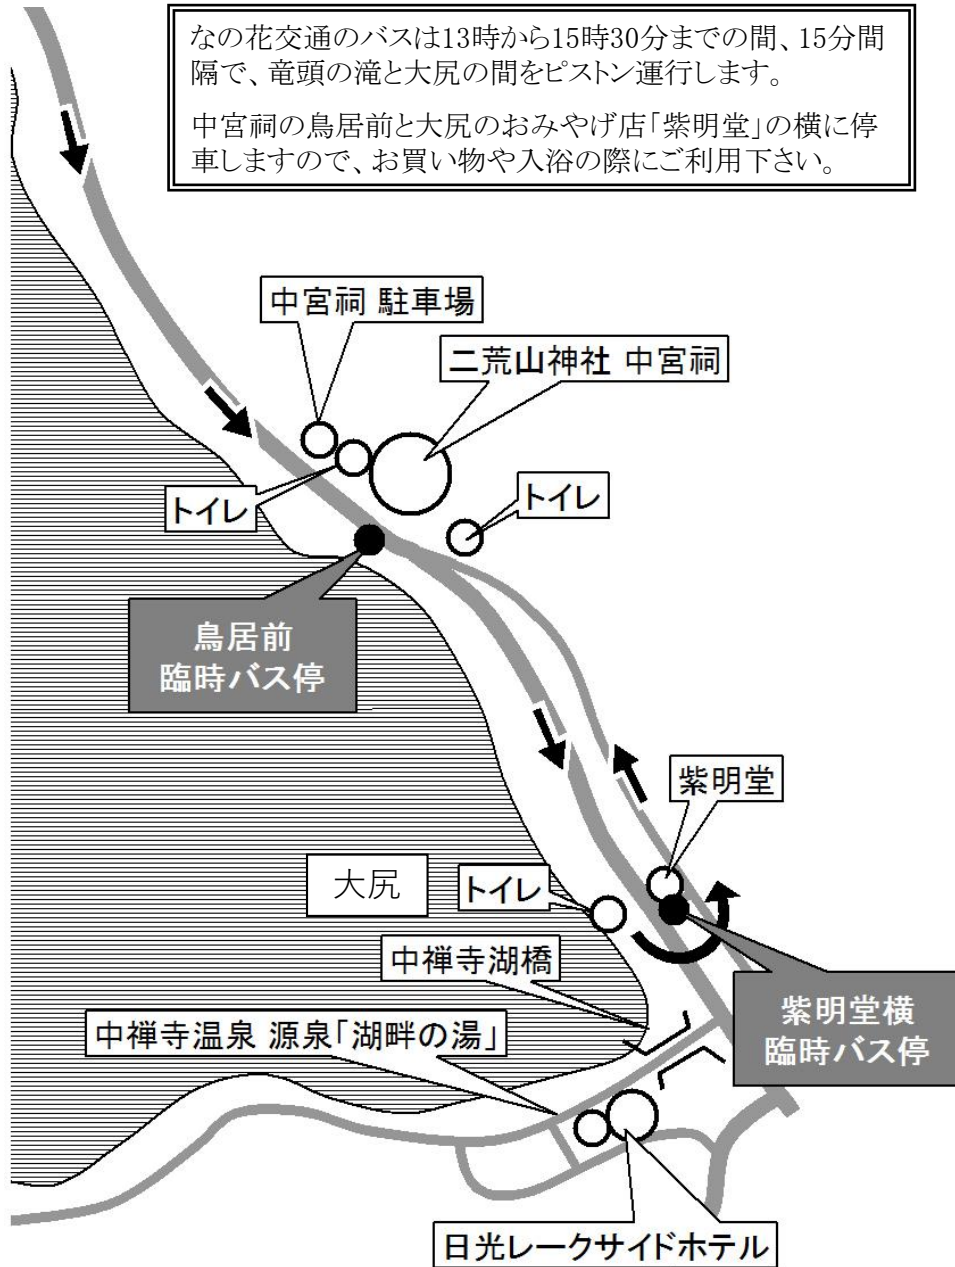 なの花交通のバスは13時から15時30分までの間、15分間
隔で、竜頭の滝と大尻の間をピストン運行します。
中宮祠の鳥居前と大尻のおみやげ店「紫明堂」の横に停
車しますので、お買い物や入浴の際にご利用下さい。
中宮祠 駐車場
二荒山神社 中宮祠
トイレ
トイレ
鳥居前
臨時バス停
紫明堂
大尻
トイレ
中禅寺湖橋
紫明堂横
臨時バス停
中禅寺温泉 源泉「湖畔の湯」
日光レークサイドホテル